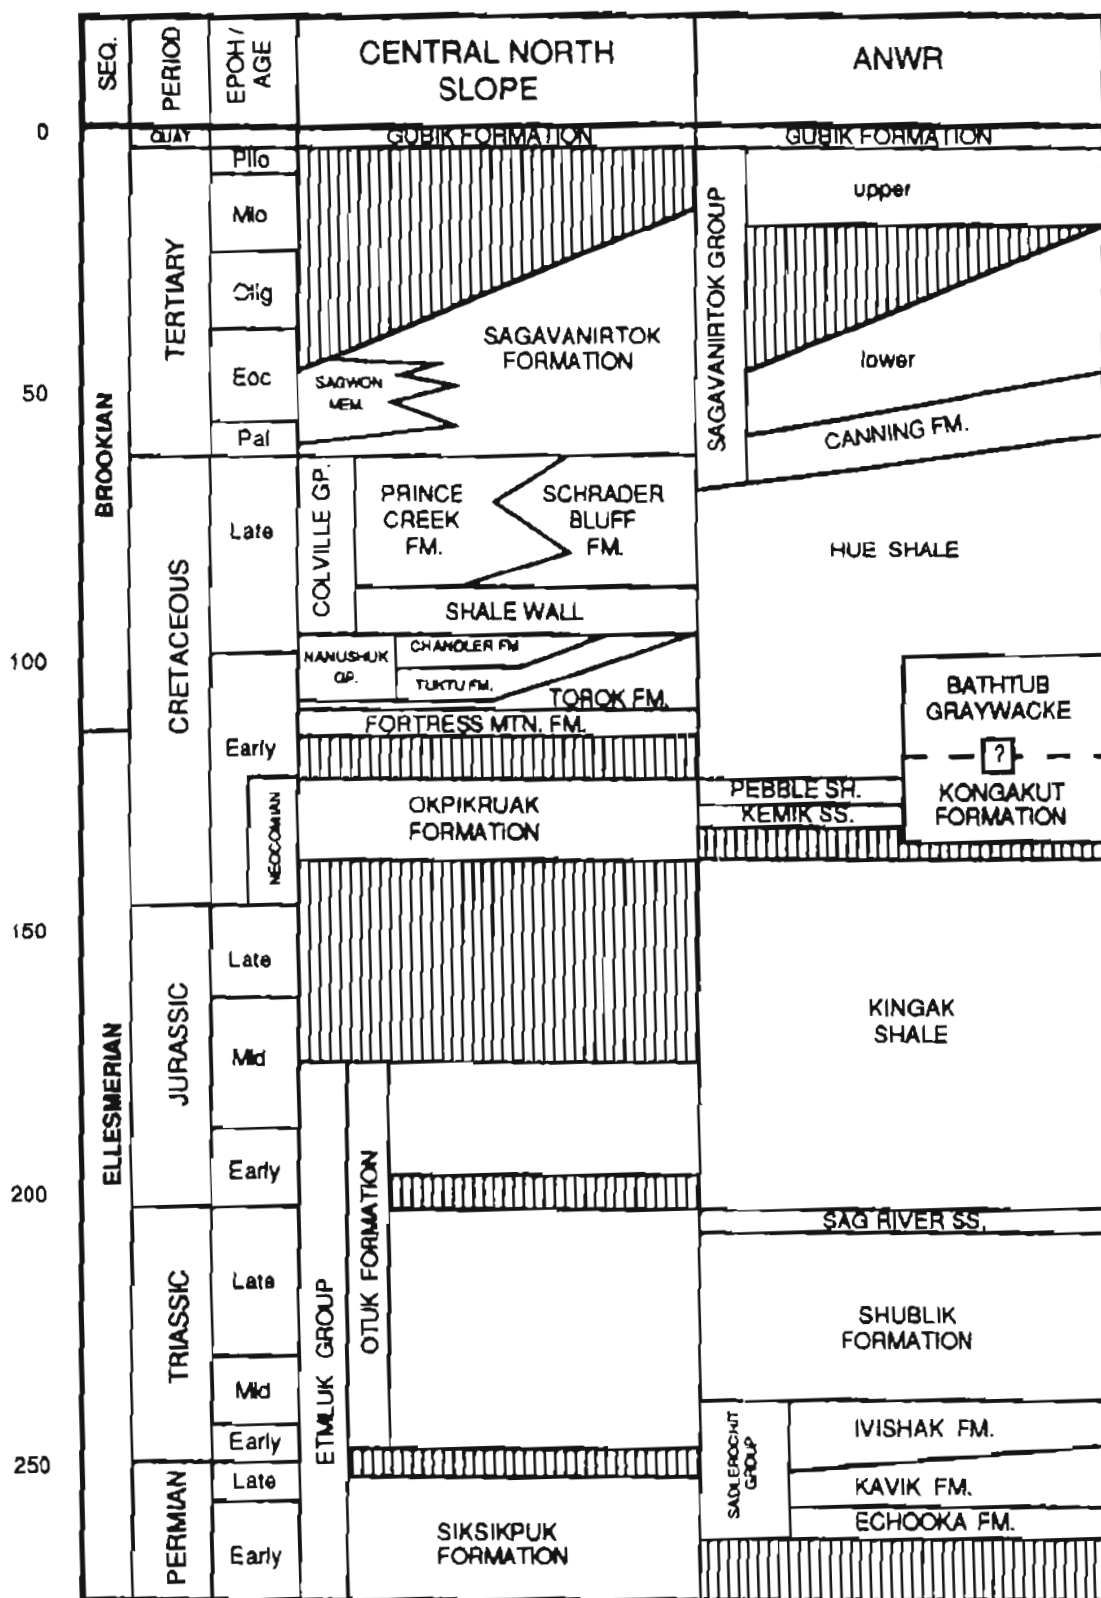 SEQ.
PERIOD
EPOH /
AGE
CENTRAL NORTH
SLOPE
ANWR
0
QUAY
GUBIK FORMATION
GUBIK FORMATION
Plio
upper
Mio
TERTIARY
SAGAVANIRTOK GROUP
Olig
SAGAVANIRTOK
FORMATION
lower
Eoc
SAGWON
MEM.
50
CANNING FM.
Pal
BROOKIAN
COLVILLE GP.
PRINCE
CREEK
FM.
SCHRADER
BLUFF
FM.
Late
HUE SHALE
CRETACEOUS
SHALE WALL
100
NANUSHUK
GP.
CHANDLER FM
TUKTU FM.
TOROK FM.
BATHTUB
GRAYWACKE
FORTRESS MTN. FM.
Early
?
NEOCOMIAN
OKPIKRUAK
FORMATION
PEBBLE SH.
KEMIK SS.
KONGAKUT
FORMATION
150
Late
ELLESMERIAN
JURASSIC
Mid
KINGAK
SHALE
Early
200
SAG RIVER SS.
ETMLUK GROUP
OTUK FORMATION
TRIASSIC
Late
SHUBLIK
FORMATION
Mid
Early
SADLEROCHIT
GROUP
IVISHAK FM.
250
PERMIAN
Late
KAVIK FM.
ECHOOKA FM.
SIKSIKPUK
FORMATION
Early